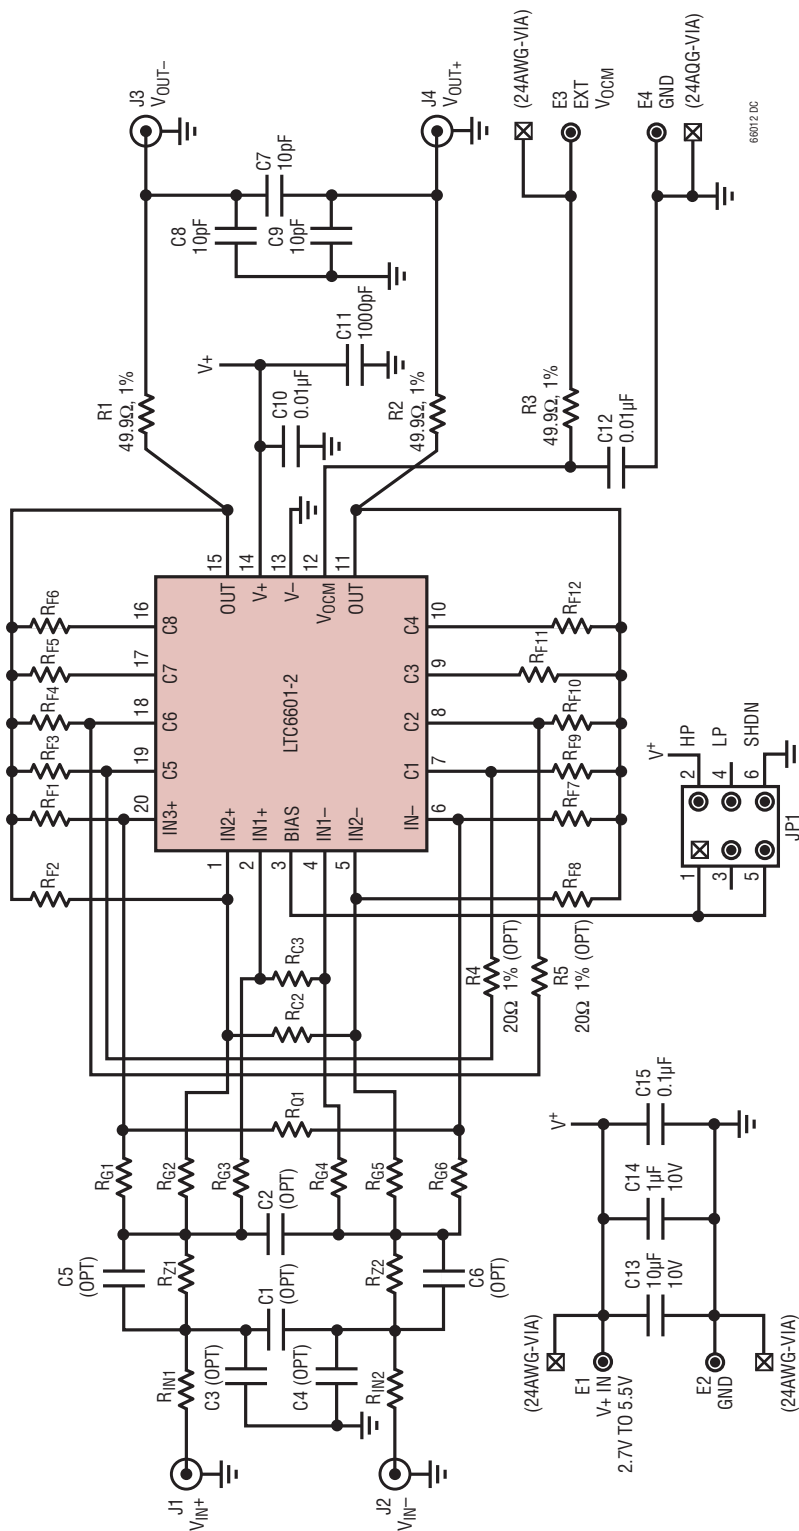 J1
VIN+
J2
VIN–
RIN1
C3 (OPT)
C4 (OPT)
RIN2
C5
(OPT)
RZ1
C1
(OPT)
RZ2
C6
(OPT)
RG1
RG2
RG3
C2
(OPT)
RG4
RG5
RG6
RQ1
RC2
RC3
RF2
RF1
RF3
RF4
RF5
RF6
20
19
18
17
16
IN3+
C5
C6
C7
C8
1
2
3
4
5
IN2+
IN1+
BIAS
IN1–
IN2–
LTC6601-2
OUT
V+
V–
VOCM
OUT
15
14
13
12
11
IN–
C1
C2
C3
C4
6
7
8
9
10
RF8
RF7
RF9
RF10
RF11
RF12
R4
20Ω 1% (OPT)
R5
20Ω 1% (OPT)
R1
49.9Ω, 1%
V+
C10
0.01µF
C11
1000pF
R2
49.9Ω, 1%
C8
10pF
C7
10pF
C9
10pF
J3
VOUT–
J4
VOUT+
R3
49.9Ω, 1%
C12
0.01µF
(24AWG-VIA)
E3
EXT
VOCM
E4
GND
(24AQG-VIA)
(24AWG-VIA)
E1
V+ IN
2.7V TO 5.5V
E2
GND
(24AWG-VIA)
C13
10µF
10V
C14
1µF
10V
C15
0.1µF
V+
V+
1
2
HP
3
4
LP
5
6
SHDN
JP1
66012 DC